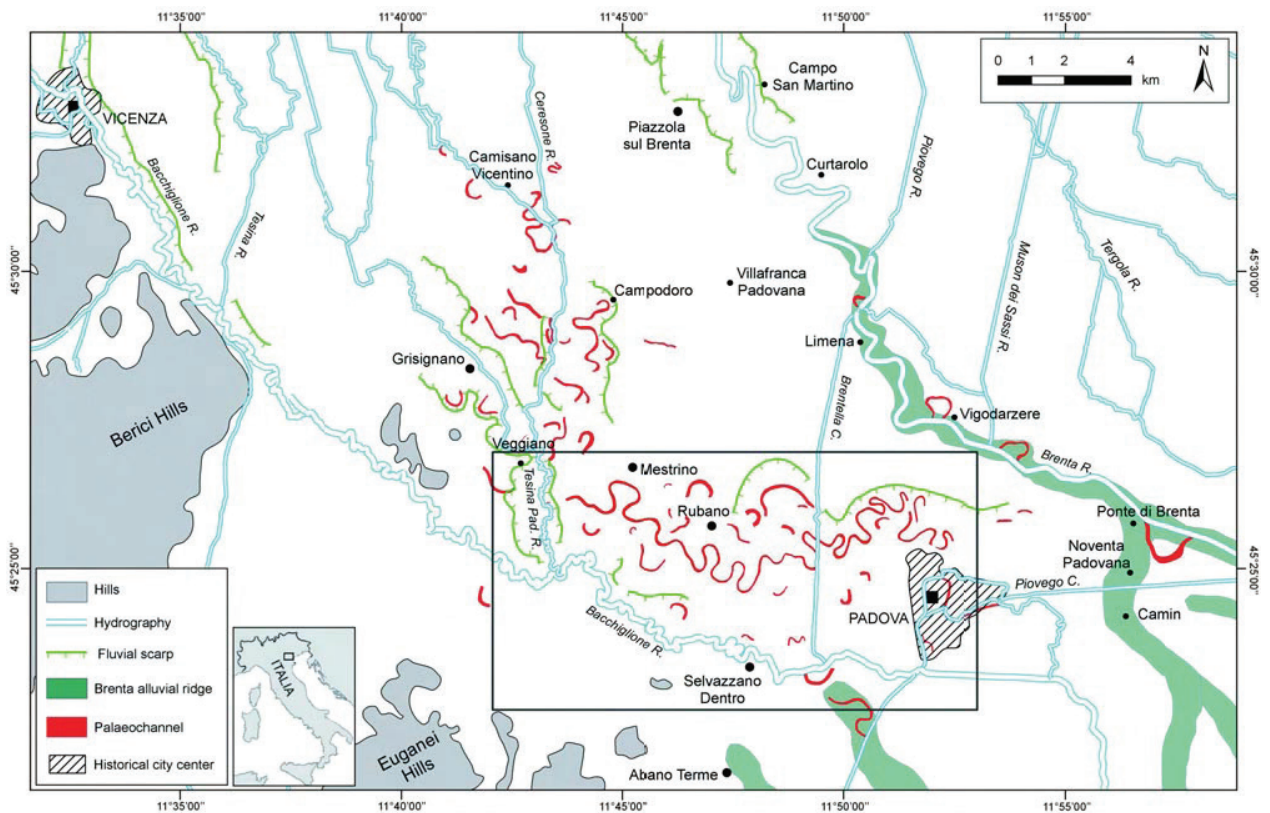 11°35'00''
11°40'00''
11°45'00''
11°50'00''
11°55'00''
N
0 1 2 4
km
Campo
San Martino
VICENZA
Piazzola
sul Brenta
Ceresone R.
Piovego R.
Camisano
Vicentino
Curtarolo
Bacchiglione R.
Tesina R.
Muson dei Sassi R.
Tergola R.
45°30'00''
45°30'00''
Villafranca
Padovana
Campodoro
Limena
Grisignano
Brentella C.
Berici Hills
Vigodarzere
Veggiano
Brenta R.
Mestrino
Tesina Pad. R.
Rubano
Ponte di Brenta
Noventa
Padovana
45°25'00''
45°25'00''
Piovego C.
PADOVA
Camin
Bacchiglione R.
Selvazzano
Dentro
Euganei
Hills
Abano Terme
Hills
Hydrography
Fluvial scarp
Brenta alluvial ridge
Palaeochannel
Historical city center
ITALIA
11°35'00''
11°40'00''
11°45'00''
11°50'00''
11°55'00''